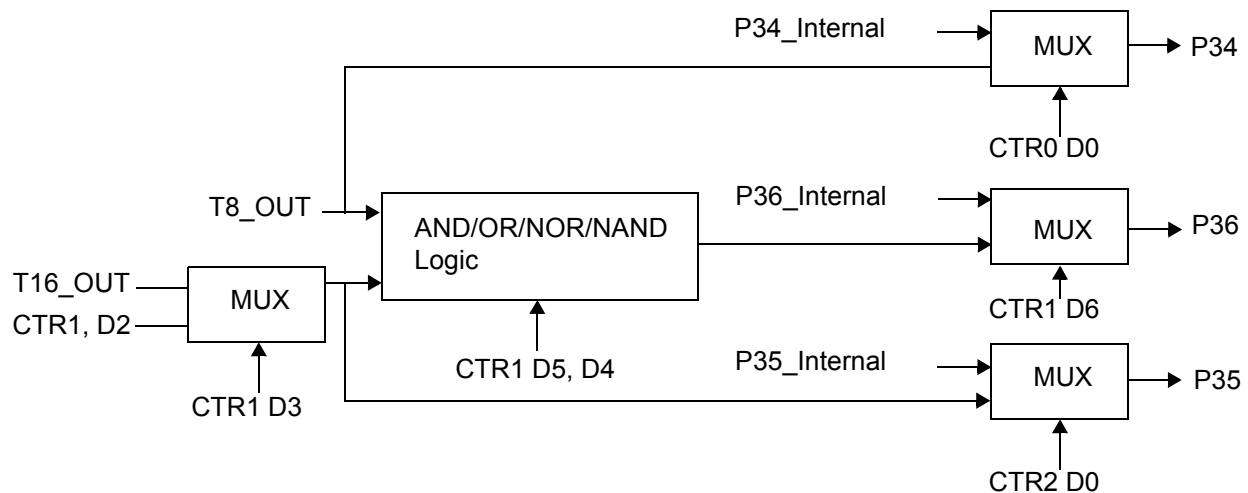 P34_Internal
MUX
P34
CTR0 D0
T8_OUT
AND/OR/NOR/NAND
Logic
P36_Internal
MUX
P36
CTR1 D6
T16_OUT
CTR1, D2
MUX
CTR1 D3
CTR1 D5, D4
P35_Internal
MUX
P35
CTR2 D0